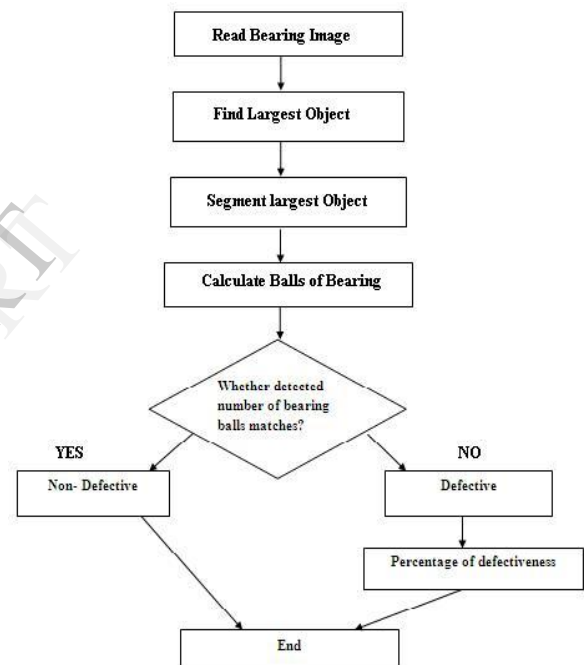 Read Bearing Image
Find Largest Object
Segment largest Object
Calculate Balls of Bearing
Whether detected
number of bearing
balls matches?
YES
NO
Non- Defective
Defective
Percentage of defectiveness
End